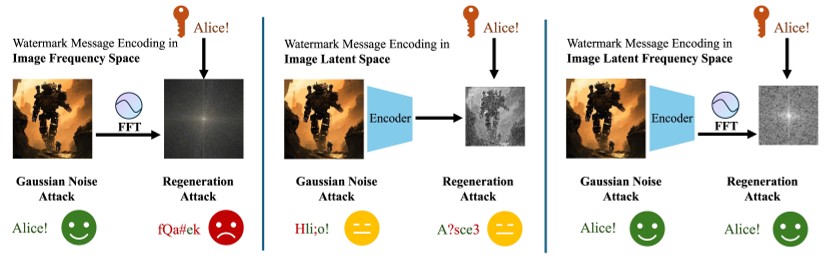 Alice!
Watermark Message Encoding in
Image Frequency Space
FFT
Gaussian Noise
Attack
Regeneration
Attack
Alice!
fQa#ek
Alice!
Watermark Message Encoding in
Image Latent Space
Encoder
Gaussian Noise
Attack
Regeneration
Attack
Hli;o!
A?sce3
Alice!
Watermark Message Encoding in
Image Latent Frequency Space
Encoder
FFT
Gaussian Noise
Attack
Regeneration
Attack
Alice!
Alice!